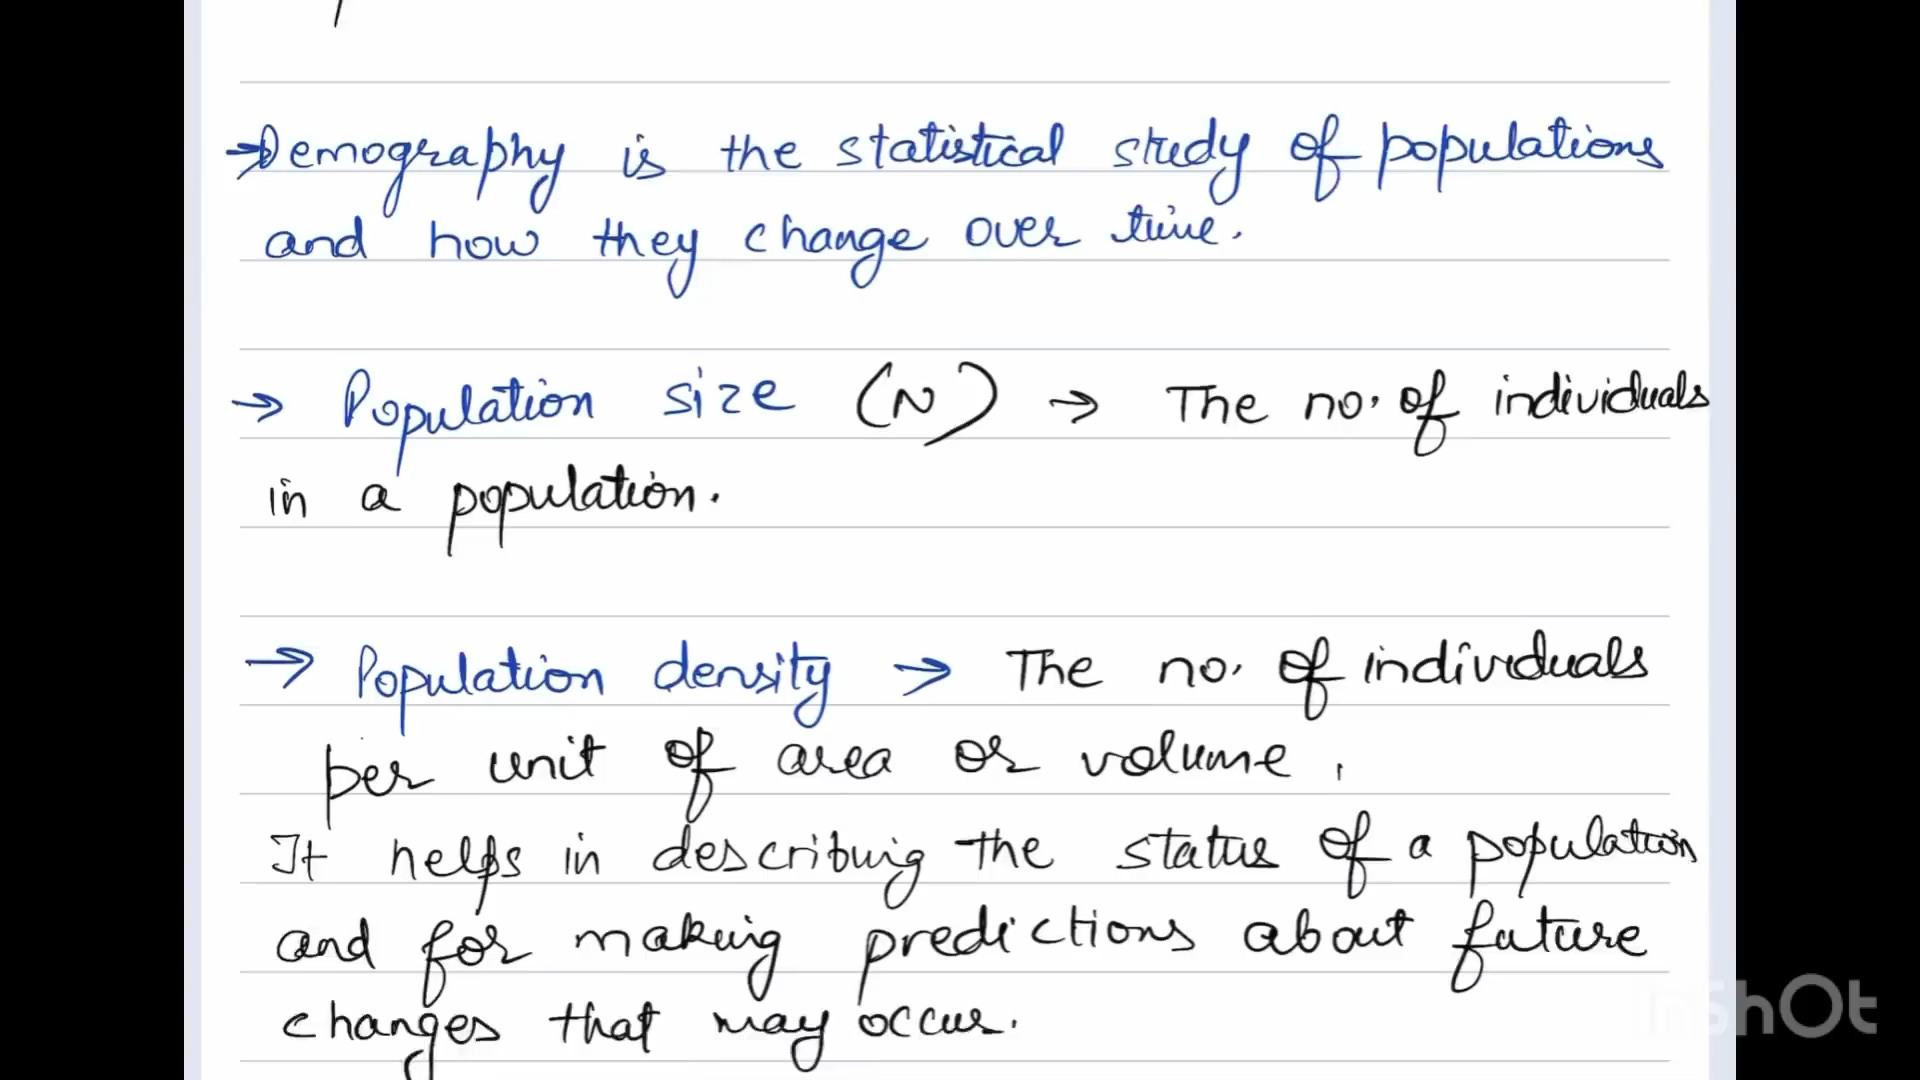 →Demography is the statistical study of populations
and how they change over time.
→ Population size (N) → The no. of individuals
in a population.
→ Population density → The no. of individuals
per unit of area or volume.
It helps in describing the status of a population
and for making predictions about future
changes that may occur.
InShOt